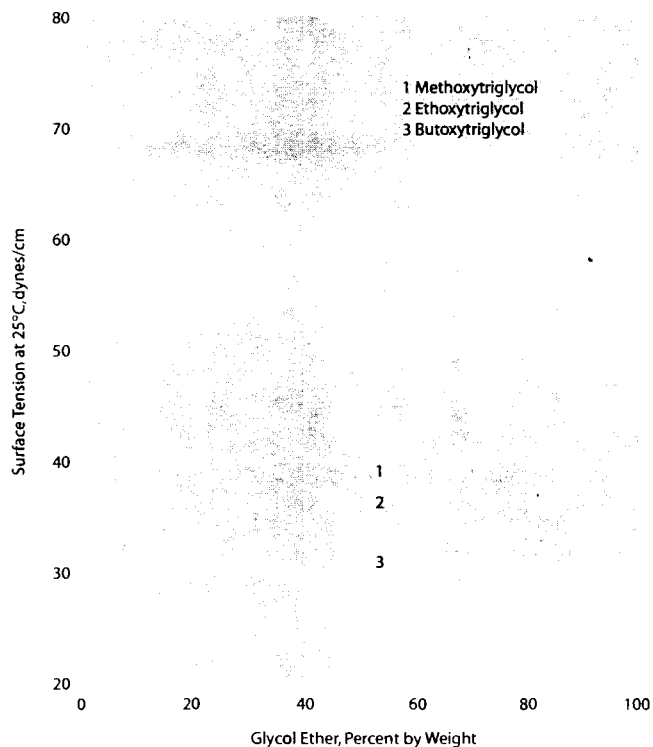 80
1 Methoxytriglycol
2 Ethoxytriglycol
3 Butoxytriglycol
70
60
50
40
30
20
Surface Tension at 25°C, dynes/cm
1
2
3
0 20 40 60 80 100
Glycol Ether, Percent by Weight